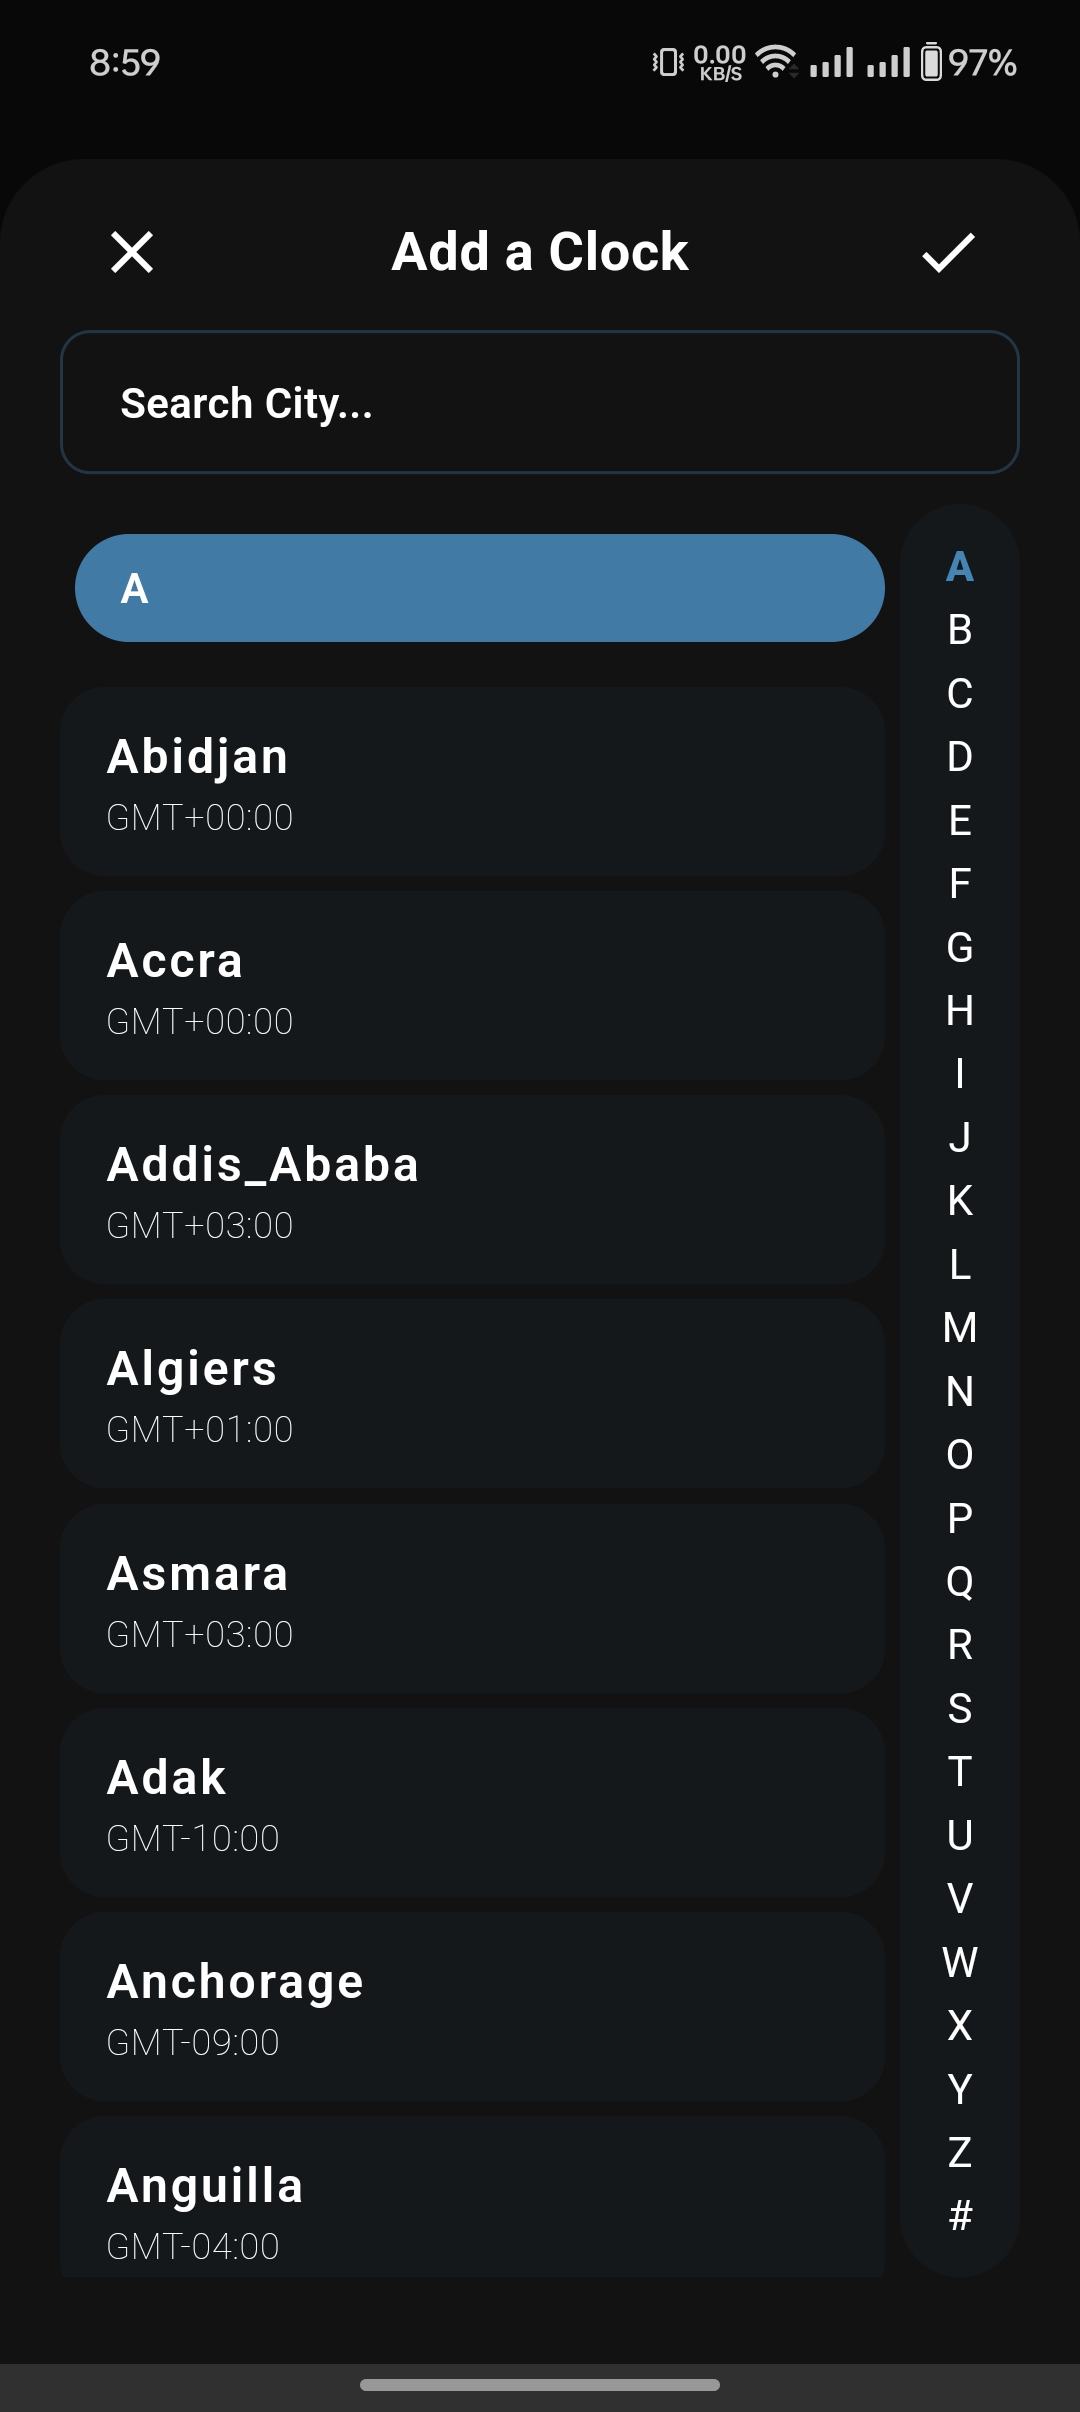 8:59
0.00
KB/S
97%
Add a Clock
Search City...
A
Abidjan
GMT+00:00
Accra
GMT+00:00
Addis_Ababa
GMT+03:00
Algiers
GMT+01:00
Asmara
GMT+03:00
Adak
GMT-10:00
Anchorage
GMT-09:00
Anguilla
GMT-04:00
A
B
C
D
E
F
G
H
I
J
K
L
M
N
O
P
Q
R
S
T
U
V
W
X
Y
Z
#